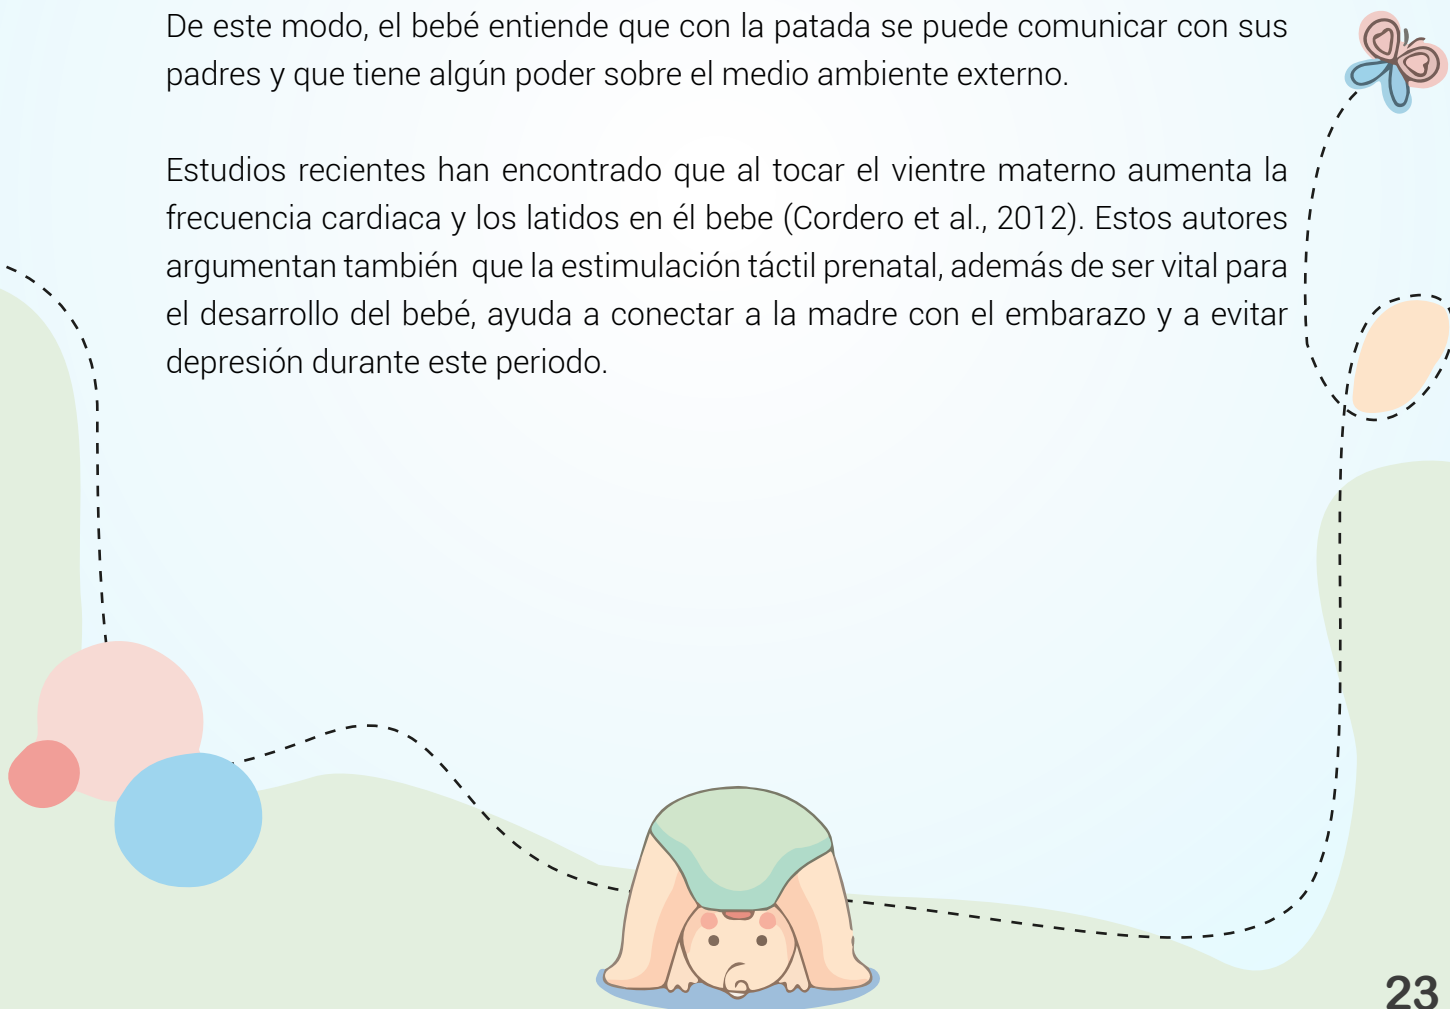 De este modo, el bebé entiende que con la patada se puede comunicar con sus
padres y que tiene algún poder sobre el medio ambiente externo.
Estudios recientes han encontrado que al tocar el vientre materno aumenta la
frecuencia cardiaca y los latidos en él bebe (Cordero et al., 2012). Estos autores
argumentan también  que la estimulación táctil prenatal, además de ser vital para
el desarrollo del bebé, ayuda a conectar a la madre con el embarazo y a evitar
depresión durante este periodo.
23